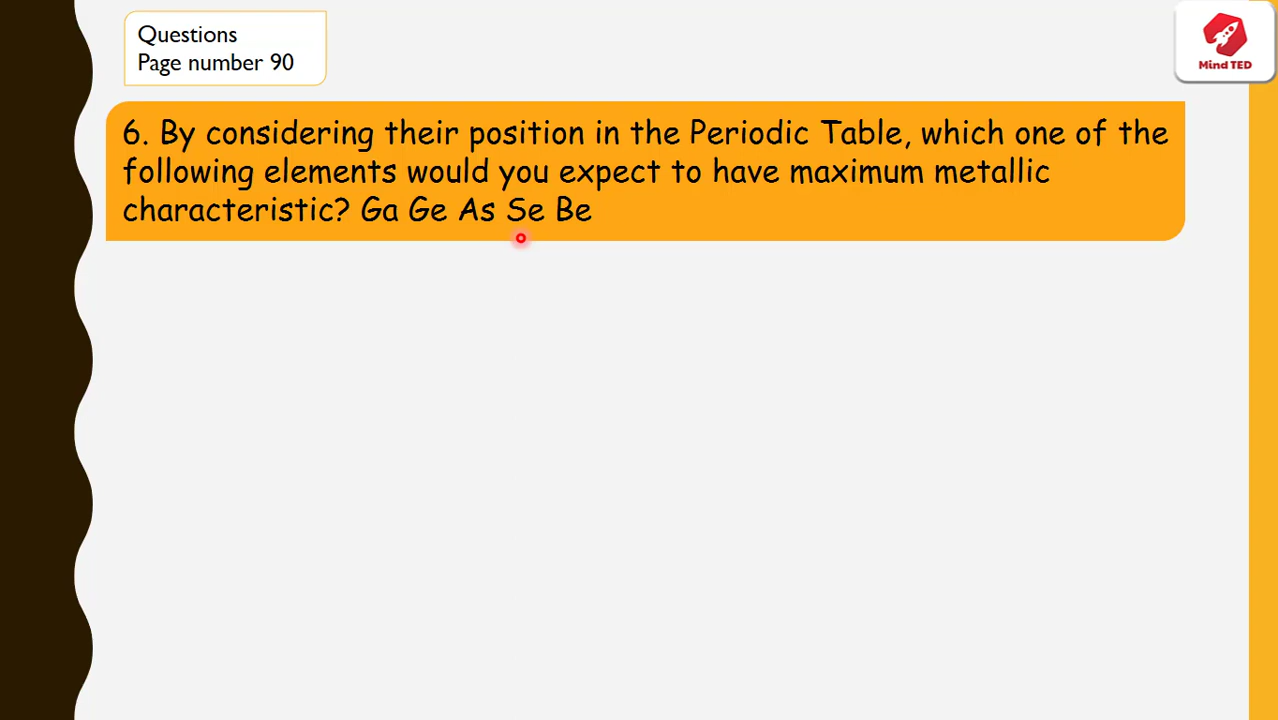 Questions
Page number 90
Mind TED
6. By considering their position in the Periodic Table, which one of the
following elements would you expect to have maximum metallic
characteristic? Ga Ge As Se Be